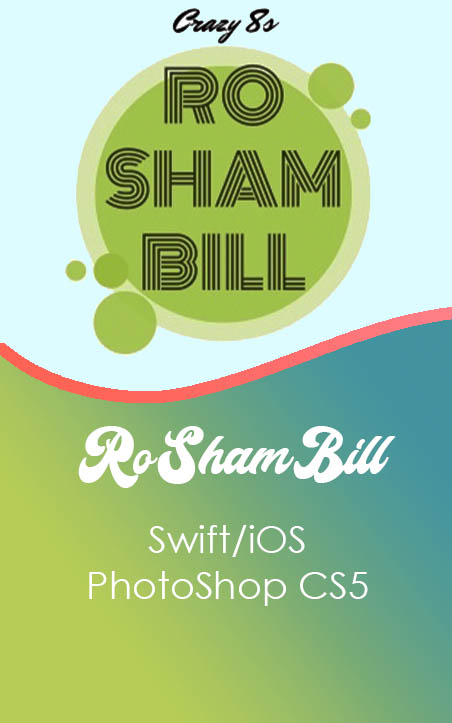 Crazy 8s
RO
SHAM
BILL
RoShamBill
Swift/iOS
PhotoShop CS5